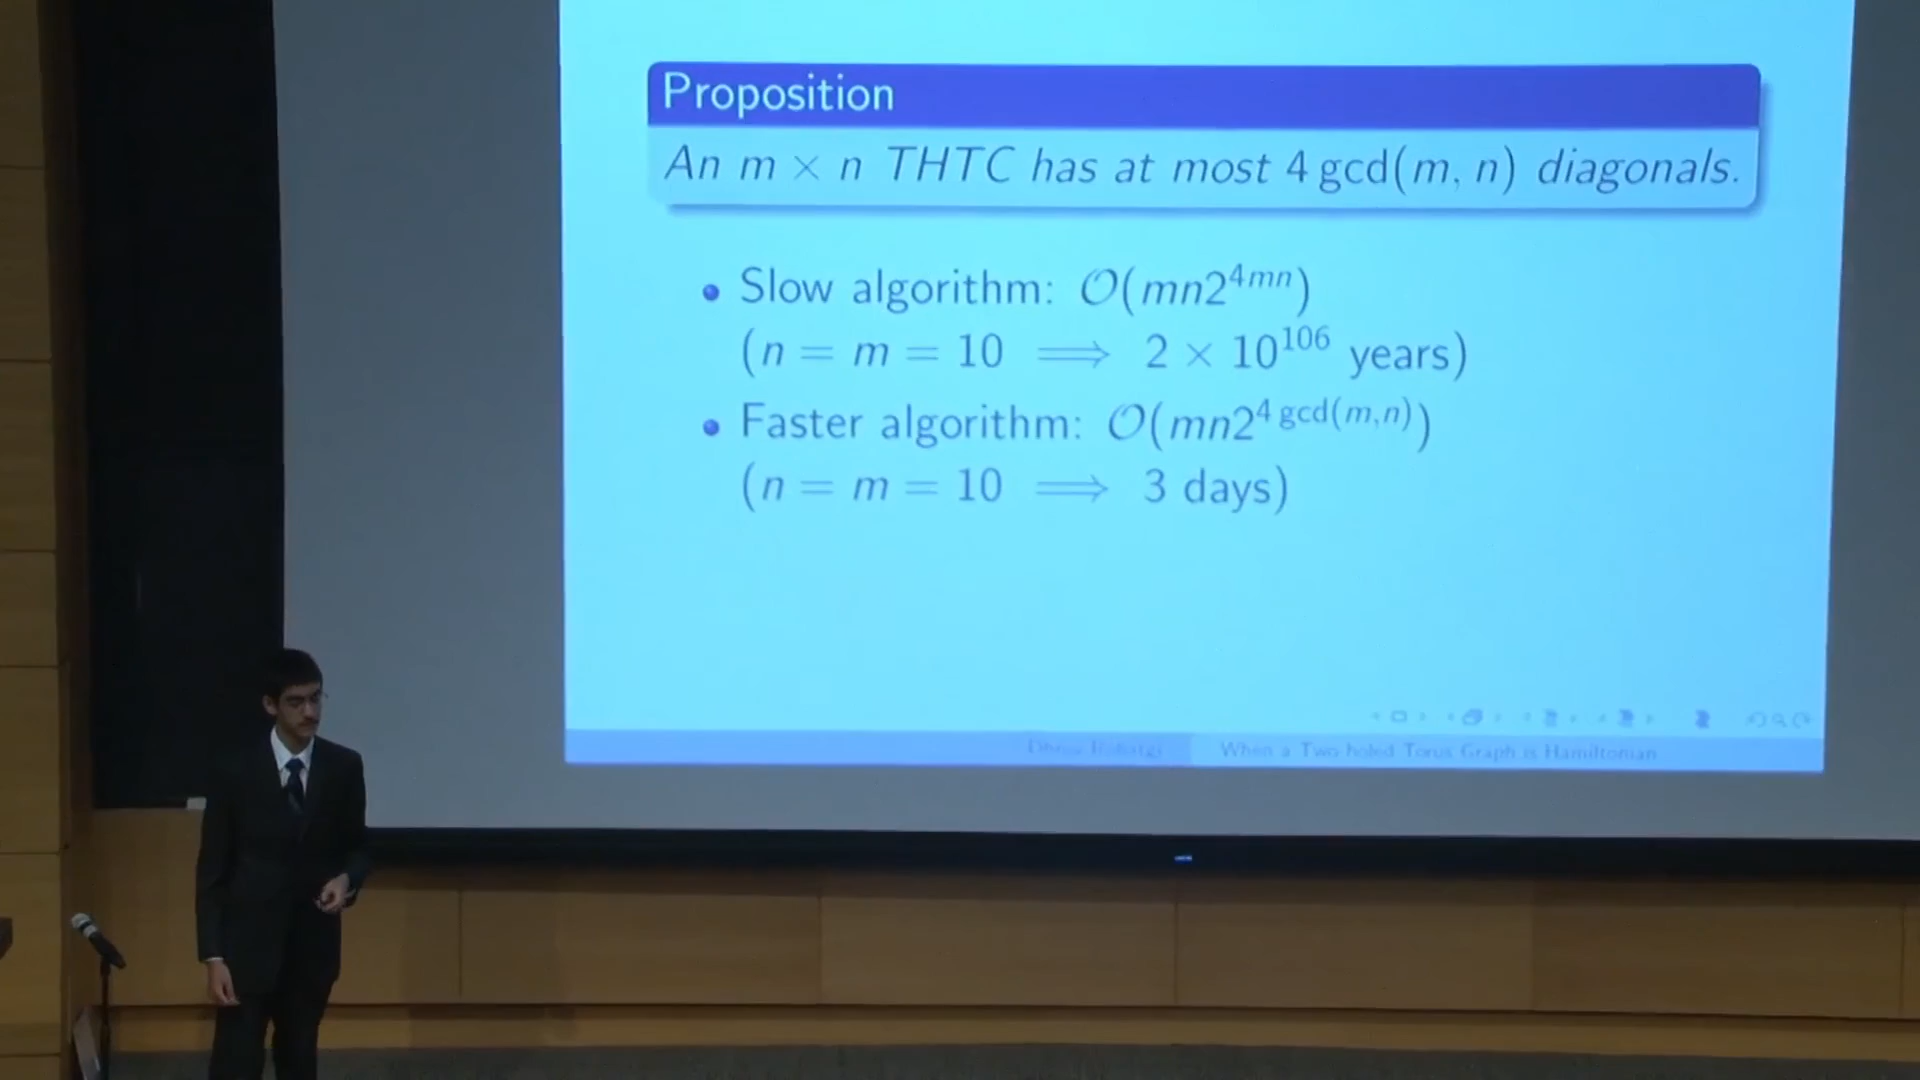 Proposition
An m × n THTC has at most 4 gcd(m, n) diagonals.
• Slow algorithm: 𝒪(mn2^{4mn})
(n = m = 10 ⟹ 2 × 10^{106} years)
• Faster algorithm: 𝒪(mn2^{4 gcd(m,n)})
(n = m = 10 ⟹ 3 days)
When a Two holed Torus Graph is Hamiltonian